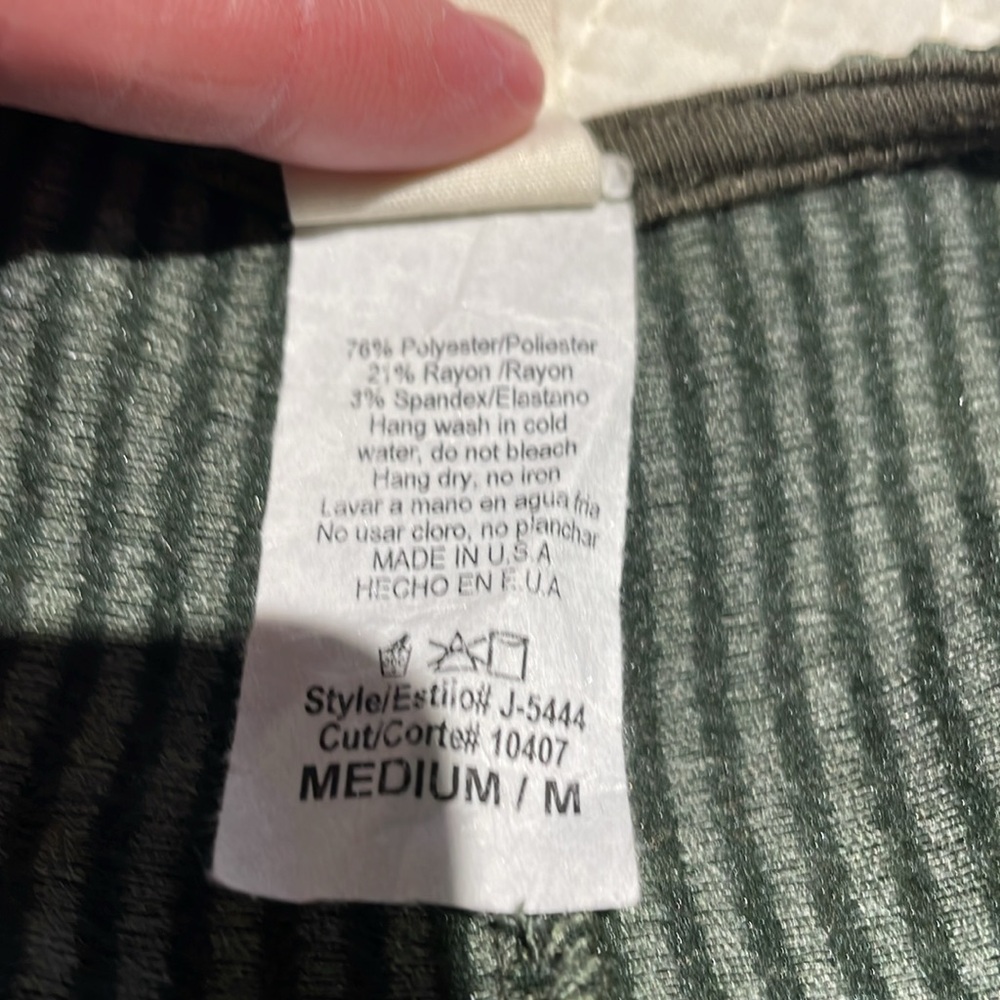 76% Polyester/Poliester
21% Rayon /Rayon
3% Spandex/Elastano
Hang wash in cold
water, do not bleach
Hang dry, no iron
Lavar a mano en agua fria
No usar cloro, no planchar
MADE IN U.S.A
HECHO EN E.U.A
Style/Estilo# J-5444
Cut/Corte# 10407
MEDIUM / M